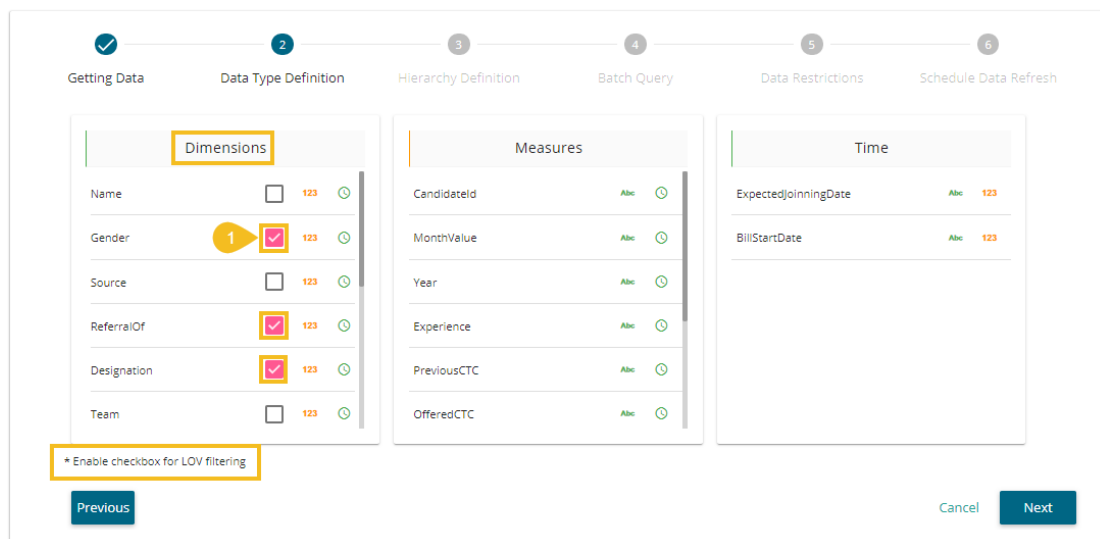 2 3 4 5 6
Getting Data Data Type Definition Hierarchy Definition Batch Query Data Restrictions Schedule Data Refresh
Dimensions Measures Time
Name 123 CandidateId Abc ExpectedJoinningDate Abc 123
Gender 1 123 MonthValue Abc BillStartDate Abc 123
Source 123 Year Abc
ReferralOf 123 Experience Abc
Designation 123 PreviousCTC Abc
Team 123 OfferedCTC Abc
* Enable checkbox for LOV filtering
Previous Cancel Next